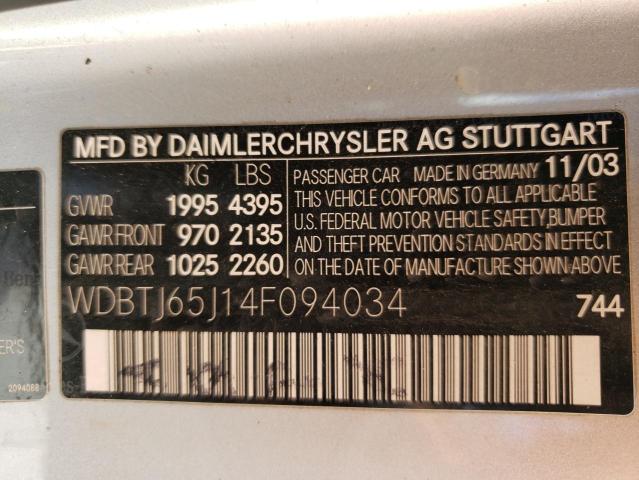 MFD BY DAIMLERCHRYSLER AG STUTTGART
KG LBS
GVWR 1995 4395
GAWR FRONT 970 2135
GAWR REAR 1025 2260
PASSENGER CAR MADE IN GERMANY 11/03
THIS VEHICLE CONFORMS TO ALL APPLICABLE
U.S. FEDERAL MOTOR VEHICLE SAFETY,BUMPER
AND THEFT PREVENTION STANDARDS IN EFFECT
ON THE DATE OF MANUFACTURE SHOWN ABOVE
WDBTJ65J14F094034 744
ER'S
2094088